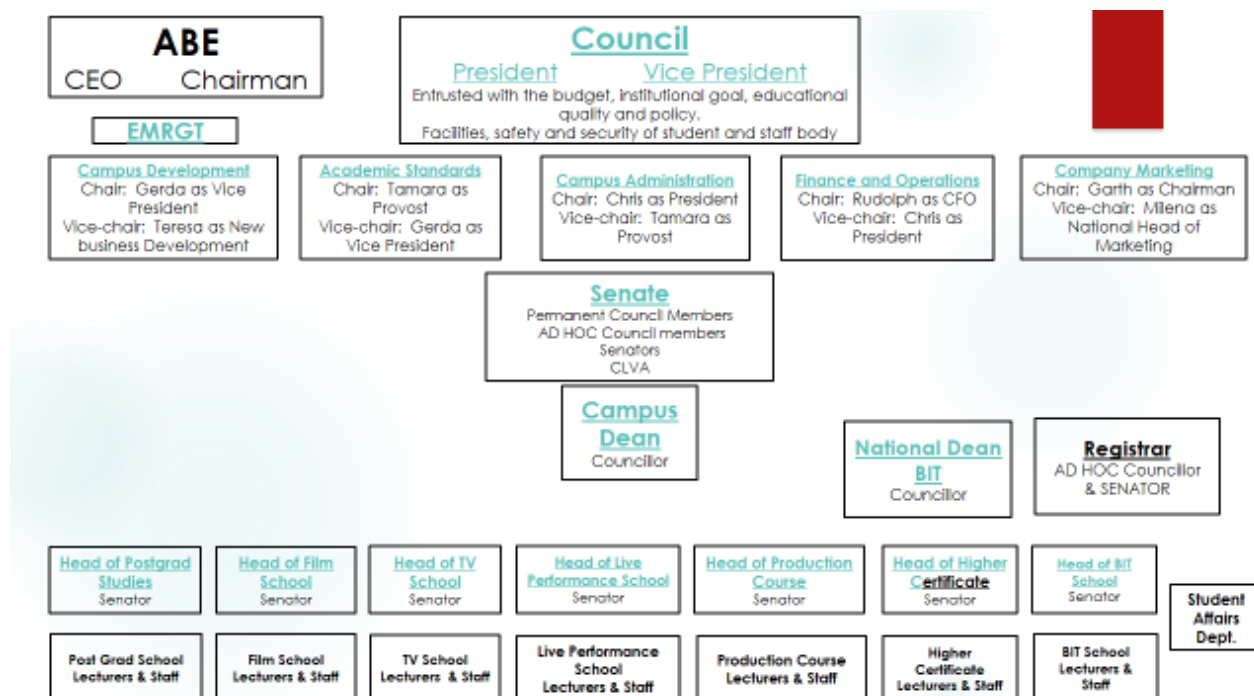 ABE
CEO Chairman
Council
President Vice President
Entrusted with the budget, institutional goal, educational
quality and policy.
Facilities, safety and security of student and staff body
EMRGT
Campus Development
Chair: Gerda as Vice
President
Vice-chair: Teresa as New
business Development
Academic Standards
Chair: Tamara as
Provost
Vice-chair: Gerda as
Vice President
Campus Administration
Chair: Chris as President
Vice-chair: Tamara as
Provost
Finance and Operations
Chair: Rudolph as CFO
Vice-chair: Chris as
President
Company Marketing
Chair: Garth as Chairman
Vice-chair: Milena as
National Head of
Marketing
Senate
Permanent Council Members
AD HOC Council members
Senators
CLVA
Campus
Dean
Councillor
National Dean
BIT
Councillor
Registrar
AD HOC Councillor
& SENATOR
Head of Postgrad
Studies
Senator
Head of Film
School
Senator
Head of TV
School
Senator
Head of Live
Performance School
Senator
Head of Production
Course
Senator
Head of Higher
Certificate
Senator
Head of BIT
School
Senator
Student
Affairs
Dept.
Post Grad School
Lecturers & Staff
Film School
Lecturers & Staff
TV School
Lecturers & Staff
Live Performance
School
Lecturers & Staff
Production Course
Lecturers & Staff
Higher
Certificate
Lecturers & Staff
BIT School
Lecturers &
Staff